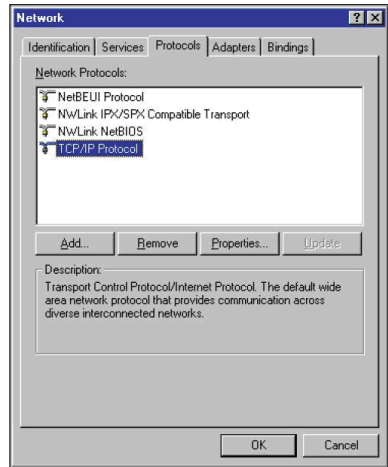 Network
Identification Services Protocols Adapters Bindings
Network Protocols:
NetBEUI Protocol
NWLink IPX/SPX Compatible Transport
NWLink NetBIOS
TCP/IP Protocol
Add... Remove Properties... Update
Description:
Transport Control Protocol/Internet Protocol. The default wide
area network protocol that provides communication across
diverse interconnected networks.
OK Cancel